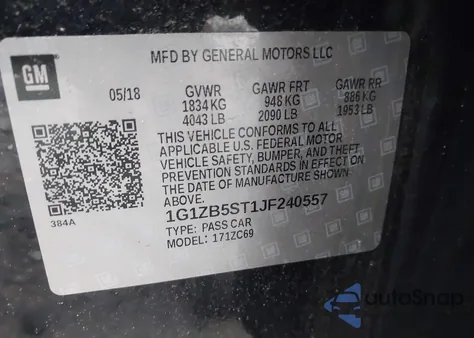 GM
MFD BY GENERAL MOTORS LLC
05/18 GVWR GAWR FRT GAWR RR
1834 KG 948 KG 886 KG
4043 LB 2090 LB 1953 LB
THIS VEHICLE CONFORMS TO ALL
APPLICABLE U.S. FEDERAL MOTOR
VEHICLE SAFETY, BUMPER, AND THEFT
PREVENTION STANDARDS IN EFFECT ON
THE DATE OF MANUFACTURE SHOWN
ABOVE.
1G1ZB5ST1JF240557
TYPE: PASS CAR
MODEL: 171ZC69
384A
autoSnap